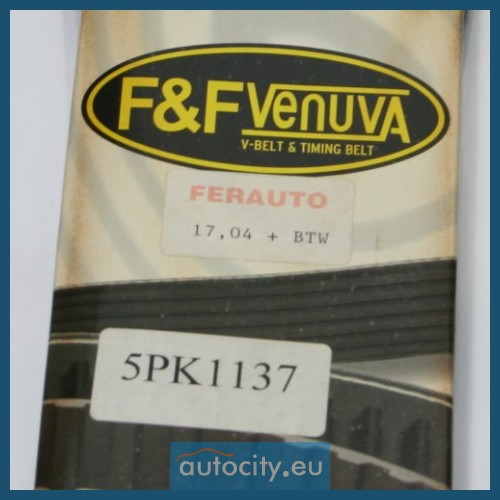 F&F VENUVA
V-BELT & TIMING BELT
FERAUTO
17,04 + BTW
5PK1137
autocity.eu